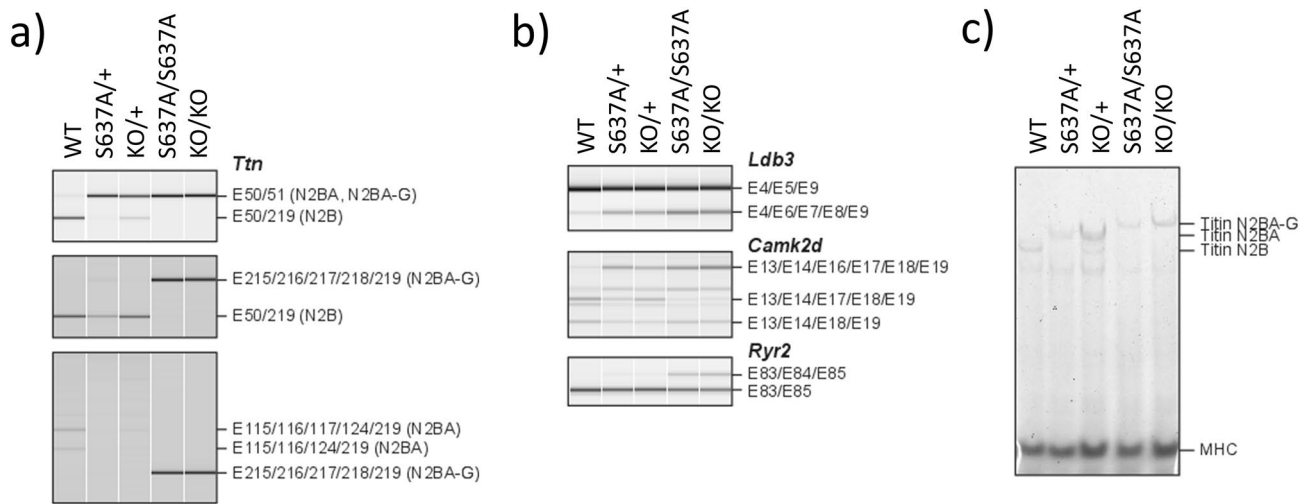 a)
WT
S637A/+
KO/+
S637A/S637A
KO/KO
Ttn
E50/51 (N2BA, N2BA-G)
E50/219 (N2B)
E215/216/217/218/219 (N2BA-G)
E50/219 (N2B)
E115/116/117/124/219 (N2BA)
E115/116/124/219 (N2BA)
E215/216/217/218/219 (N2BA-G)
b)
WT
S637A/+
KO/+
S637A/S637A
KO/KO
Ldb3
E4/E5/E9
E4/E6/E7/E8/E9
Camk2d
E13/E14/E16/E17/E18/E19
E13/E14/E17/E18/E19
E13/E14/E18/E19
Ryr2
E83/E84/E85
E83/E85
c)
WT
S637A/+
KO/+
S637A/S637A
KO/KO
Titin N2BA-G
Titin N2BA
Titin N2B
MHC